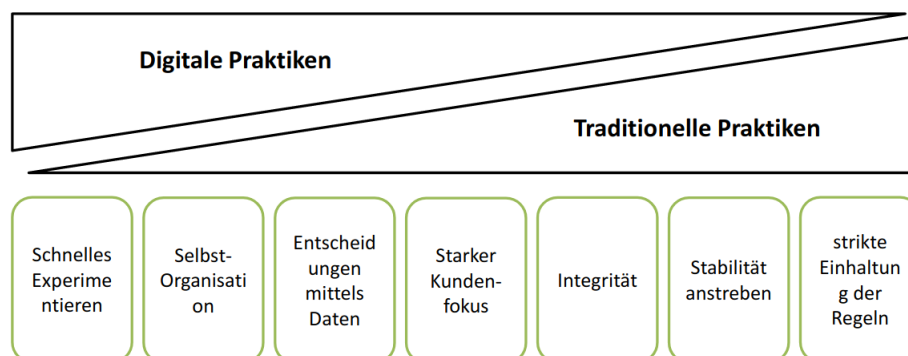 Digitale Praktiken
Traditionelle Praktiken
Schnelles
Experime
ntieren
Selbst-
Organisati
on
Entscheid
ungen
mittels
Daten
Starker
Kunden-
fokus
Integrität
Stabilität
anstreben
strikte
Einhaltun
g der
Regeln